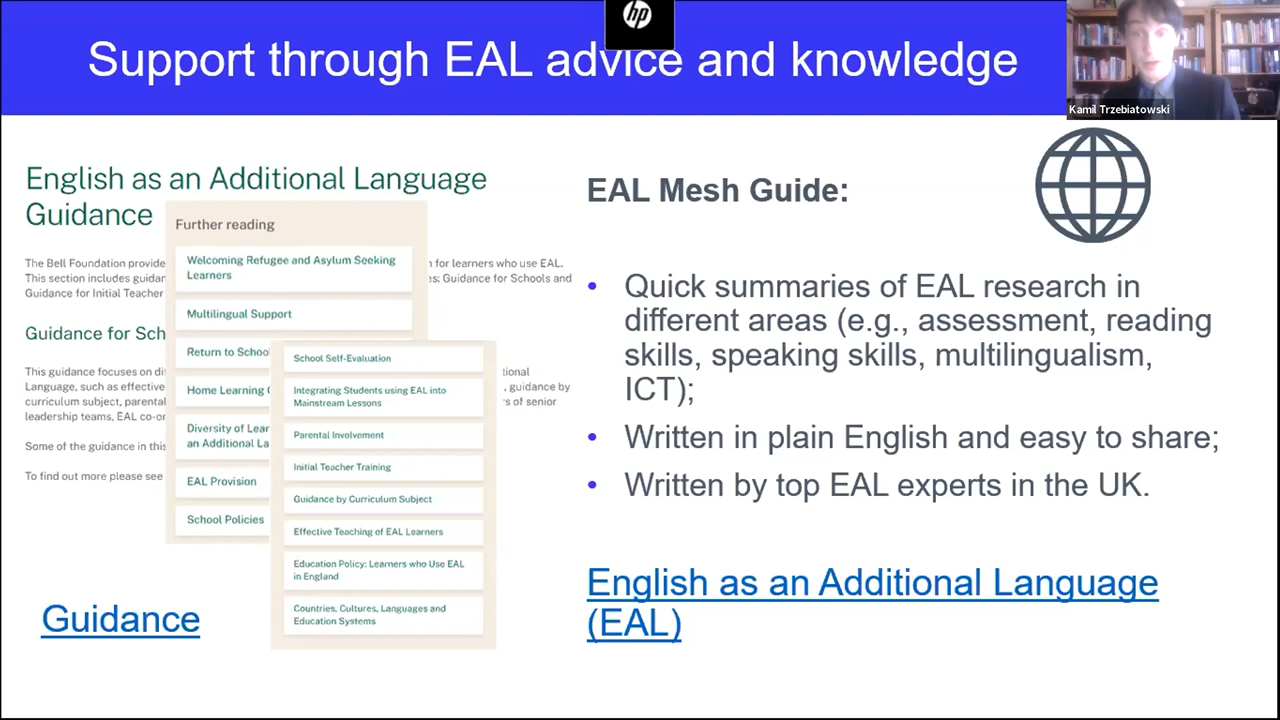 Support through EAL advice and knowledge
hp
Kamil Trzebiatowski
English as an Additional Language
Guidance
The Bell Foundation provide
n for learners who use EAL.
This section includes guidan
es: Guidance for Schools and
Guidance for Initial Teacher
Guidance for Sch
This guidance focuses on di
tional
Language, such as effective
, guidance by
curriculum subject, parental
rs of senior
leadership teams, EAL co-or
Some of the guidance in this
To find out more please see
Further reading
Welcoming Refugee and Asylum Seeking
Learners
Multilingual Support
Return to School
Home Learning
Diversity of Lear
an Additional La
EAL Provision
School Policies
School Self-Evaluation
Integrating Students using EAL into
Mainstream Lessons
Parental Involvement
Initial Teacher Training
Guidance by Curriculum Subject
Effective Teaching of EAL Learners
Education Policy: Learners who Use EAL
in England
Countries, Cultures, Languages and
Education Systems
Guidance
EAL Mesh Guide:
• Quick summaries of EAL research in
different areas (e.g., assessment, reading
skills, speaking skills, multilingualism,
ICT);
• Written in plain English and easy to share;
• Written by top EAL experts in the UK.
English as an Additional Language
(EAL)